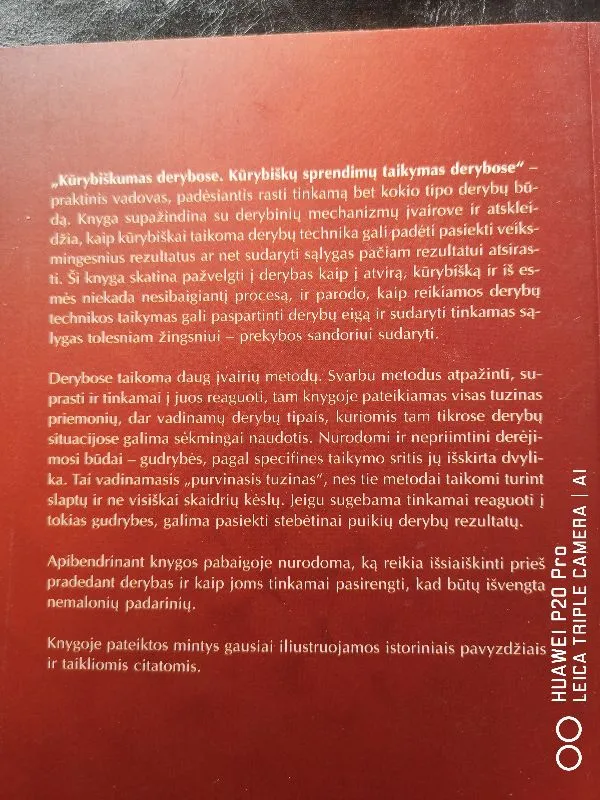 „Kūrybiškumas derybose. Kūrybiškų sprendimų taikymas derybose“ –
praktinis vadovas, padėsiantis rasti tinkamą bet kokio tipo derybų bū-
dą. Knyga supažindina su derybinių mechanizmų įvairove ir atsklei-
džia, kaip kūrybiškai taikoma derybų technika gali padėti pasiekti veiks-
mingesnius rezultatus ar net sudaryti sąlygas pačiam rezultatui atsiras-
ti. Ši knyga skatina pažvelgti į derybas kaip į atvirą, kūrybišką ir iš es-
mės niekada nesibaigiantį procesą, ir parodo, kaip reikiamos derybų
technikos taikymas gali paspartinti derybų eigą ir sudaryti tinkamas są-
lygas tolesniam žingsniui – prekybos sandoriui sudaryti.
Derybose taikoma daug įvairių metodų. Svarbu metodus atpažinti, su-
prasti ir tinkamai į juos reaguoti, tam knygoje pateikiamas visas tuzinas
priemonių, dar vadinamų derybų tipais, kuriomis tam tikrose derybų
situacijose galima sėkmingai naudotis. Nurodomi ir nepriimtini derėji-
mosi būdai – gudrybės, pagal specifines taikymo sritis jų išskirta dvyli-
ka. Tai vadinamasis „purvinasis tuzinas“, nes tie metodai taikomi turint
slaptų ir ne visiškai skaidrių kėslų. Jeigu sugebama tinkamai reaguoti į
tokias gudrybes, galima pasiekti stebėtinai puikių derybų rezultatų.
Apibendrinant knygos pabaigoje nurodoma, ką reikia išsiaiškinti prieš
pradedant derybas ir kaip joms tinkamai pasirengti, kad būtų išvengta
nemalonių padarinių.
Knygoje pateiktos mintys gausiai iliustruojamos istoriniais pavyzdžiais
ir taikliomis citatomis.
HUAWEI P20 Pro
LEICA TRIPLE CAMERA | AI